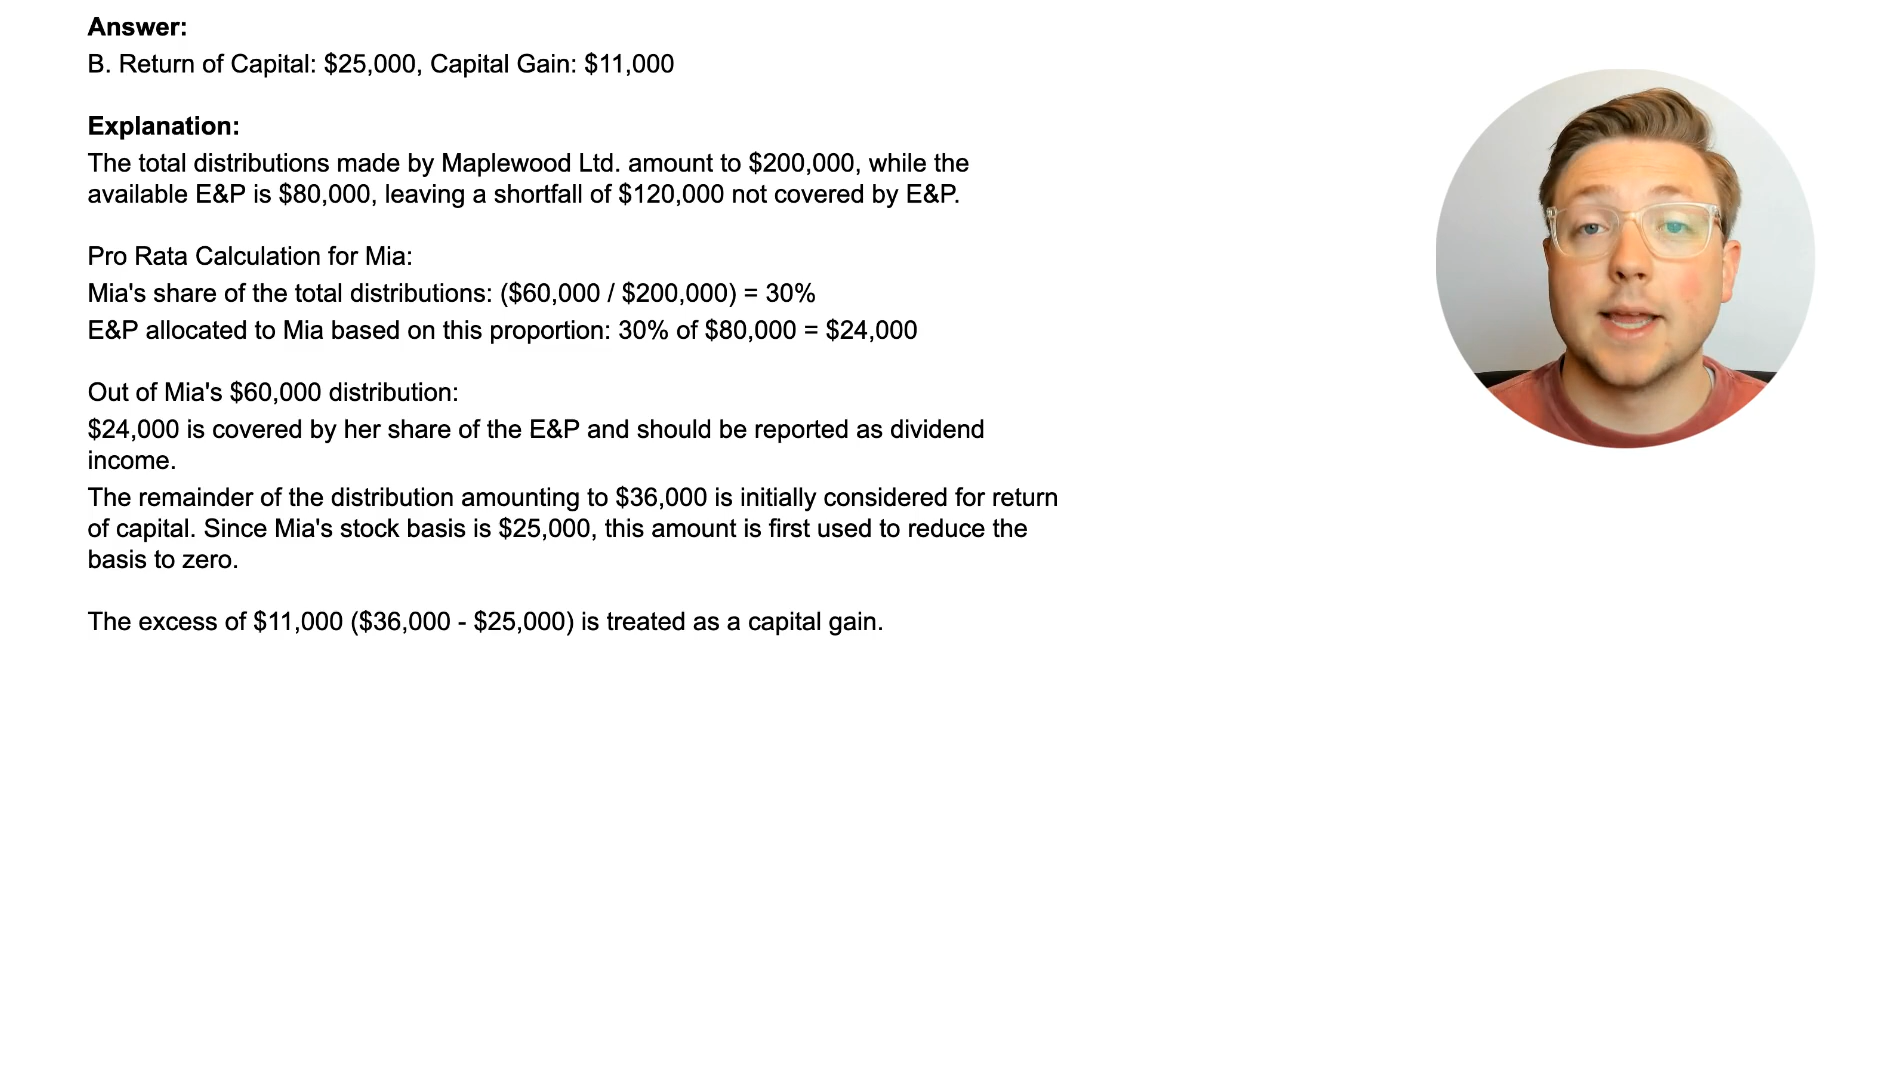 Answer:
B. Return of Capital: $25,000, Capital Gain: $11,000
Explanation:
The total distributions made by Maplewood Ltd. amount to $200,000, while the
available E&P is $80,000, leaving a shortfall of $120,000 not covered by E&P.
Pro Rata Calculation for Mia:
Mia's share of the total distributions: ($60,000 / $200,000) = 30%
E&P allocated to Mia based on this proportion: 30% of $80,000 = $24,000
Out of Mia's $60,000 distribution:
$24,000 is covered by her share of the E&P and should be reported as dividend
income.
The remainder of the distribution amounting to $36,000 is initially considered for return
of capital. Since Mia's stock basis is $25,000, this amount is first used to reduce the
basis to zero.
The excess of $11,000 ($36,000 - $25,000) is treated as a capital gain.